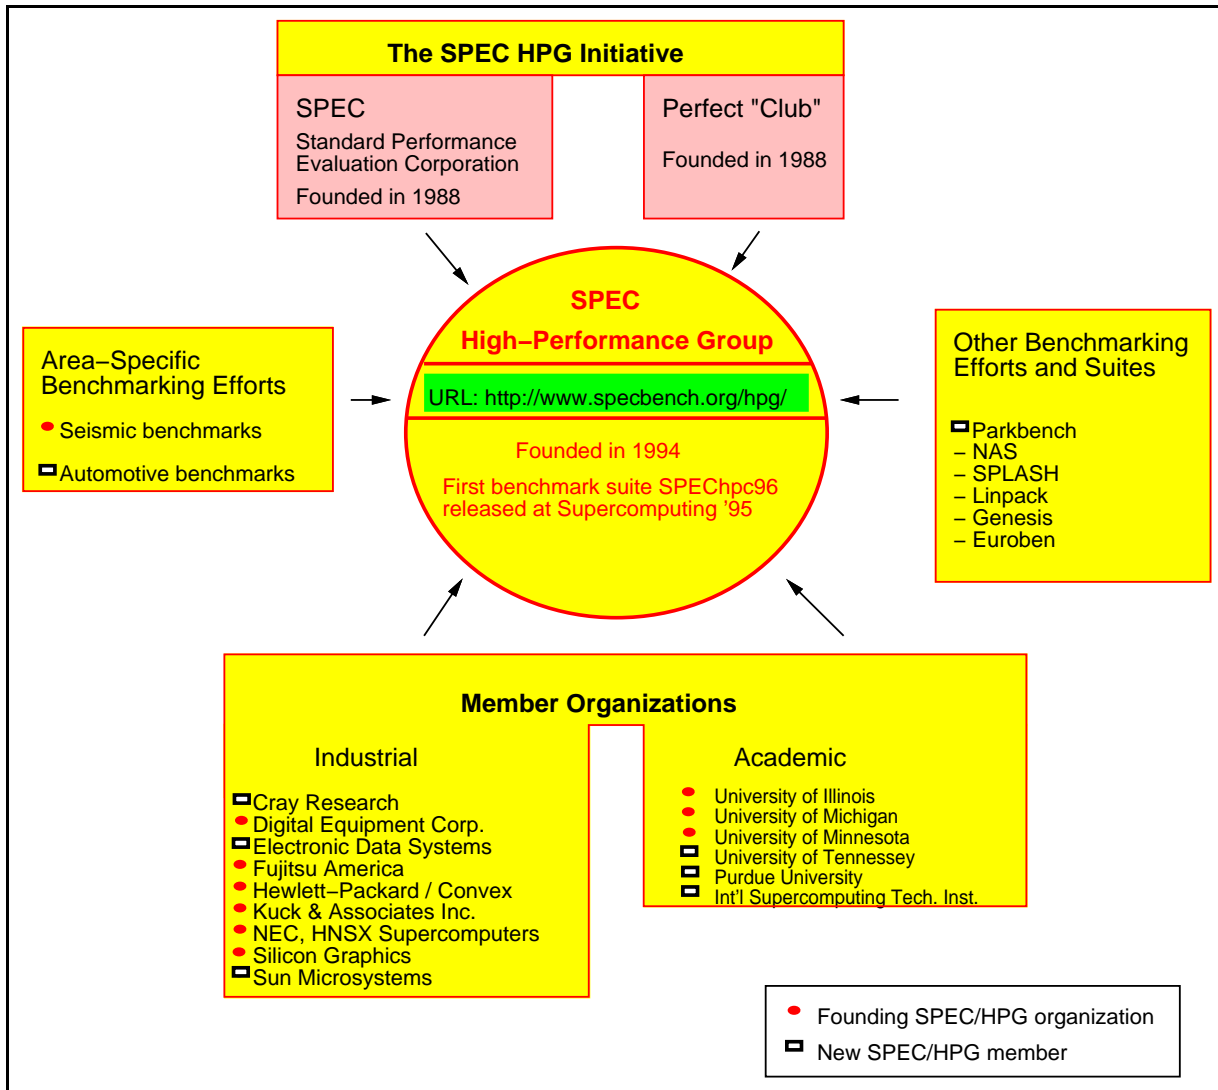 The SPEC HPG Initiative
SPEC
Standard Performance
Evaluation Corporation
Founded in 1988
Perfect "Club"
Founded in 1988
SPEC
High−Performance Group
URL: http://www.specbench.org/hpg/
Founded in 1994
First benchmark suite SPEChpc96
released at Supercomputing '95
Area−Specific
Benchmarking Efforts
Seismic benchmarks
Automotive benchmarks
Other Benchmarking
Efforts and Suites
Parkbench
− NAS
− SPLASH
− Linpack
− Genesis
− Euroben
Member Organizations
Industrial
Cray Research
Digital Equipment Corp.
Electronic Data Systems
Fujitsu America
Hewlett−Packard / Convex
Kuck & Associates Inc.
NEC, HNSX Supercomputers
Silicon Graphics
Sun Microsystems
Academic
University of Illinois
University of Michigan
University of Minnesota
University of Tennessey
Purdue University
Int'l Supercomputing Tech. Inst.
Founding SPEC/HPG organization
New SPEC/HPG member